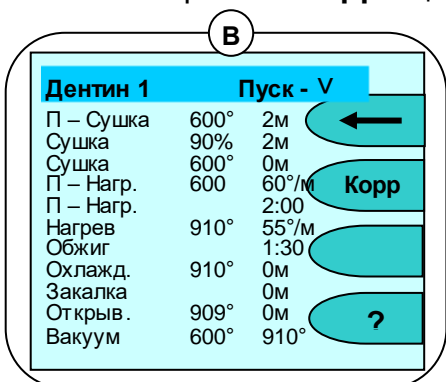 В
Дентин 1 Пуск - V
П – Сушка 600° 2м
Сушка 90% 2м
Сушка 600° 0м
П – Нагр. 600 60°/м Корр
П – Нагр. 2:00
Нагрев 910° 55°/м
Обжиг 1:30
Охлажд. 910° 0м
Закалка 0м
Открыв. 909° 0м ?
Вакуум 600° 910°